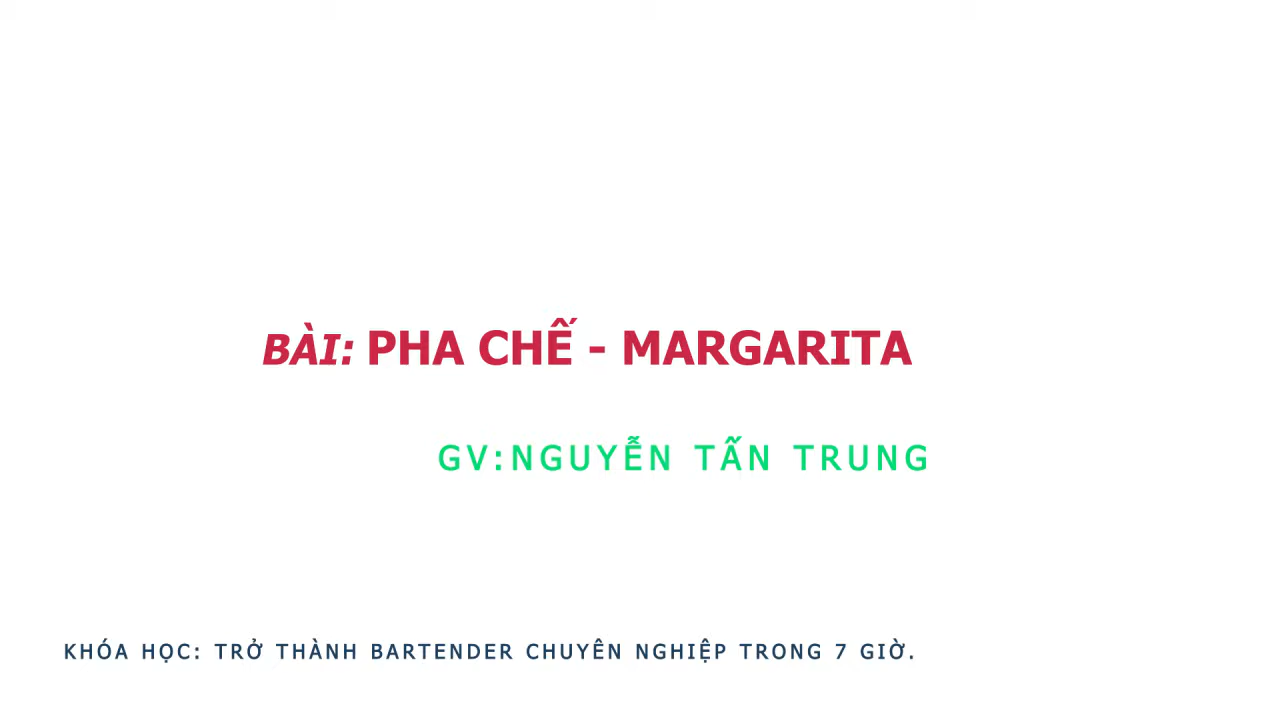 BÀI: PHA CHẾ - MARGARITA
GV:NGUYỄN TẤN TRUNG
KHÓA HỌC: TRỞ THÀNH BARTENDER CHUYÊN NGHIỆP TRONG 7 GIỜ.